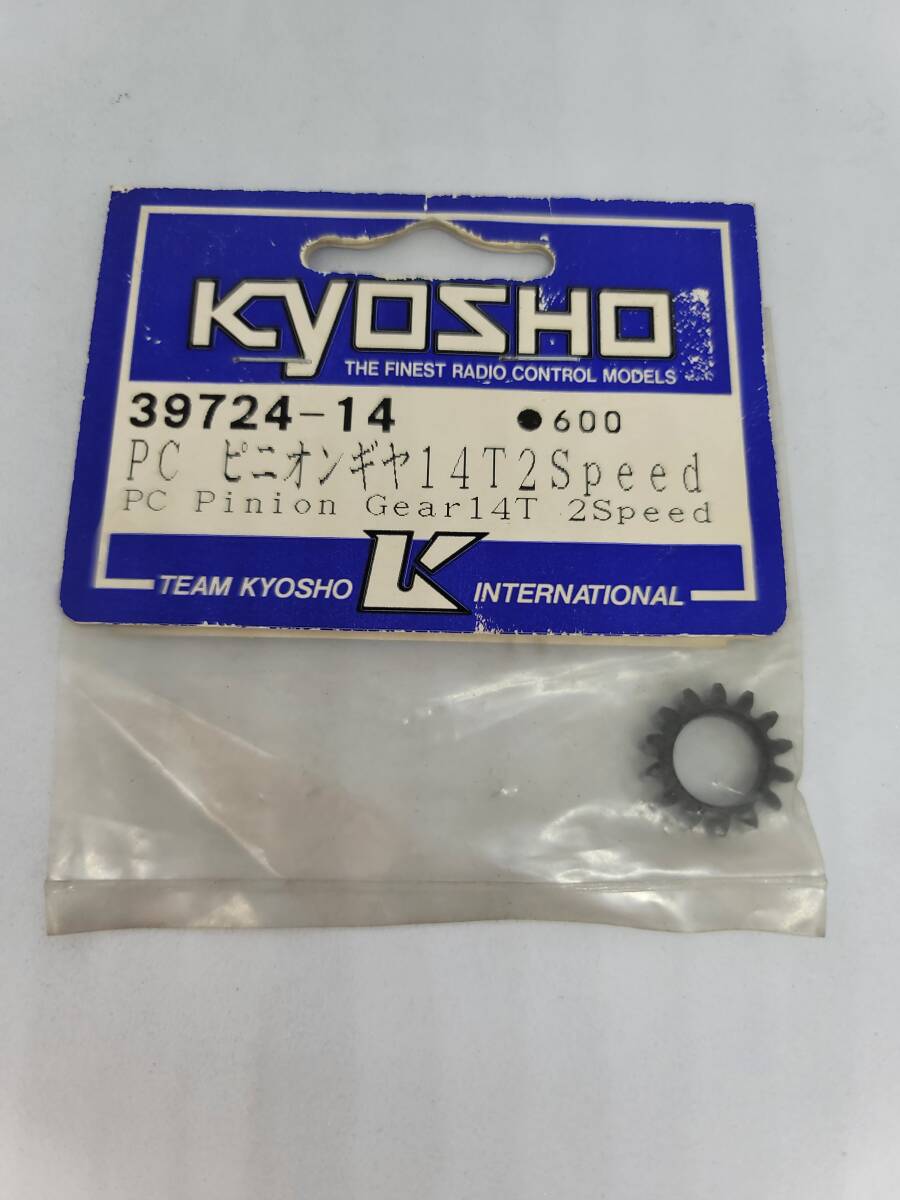 KYOSHO
THE FINEST RADIO CONTROL MODELS
39724-14 ●600
PC ピニオンギヤ14T2Speed
PC Pinion Gear14T 2Speed
TEAM KYOSHO K INTERNATIONAL